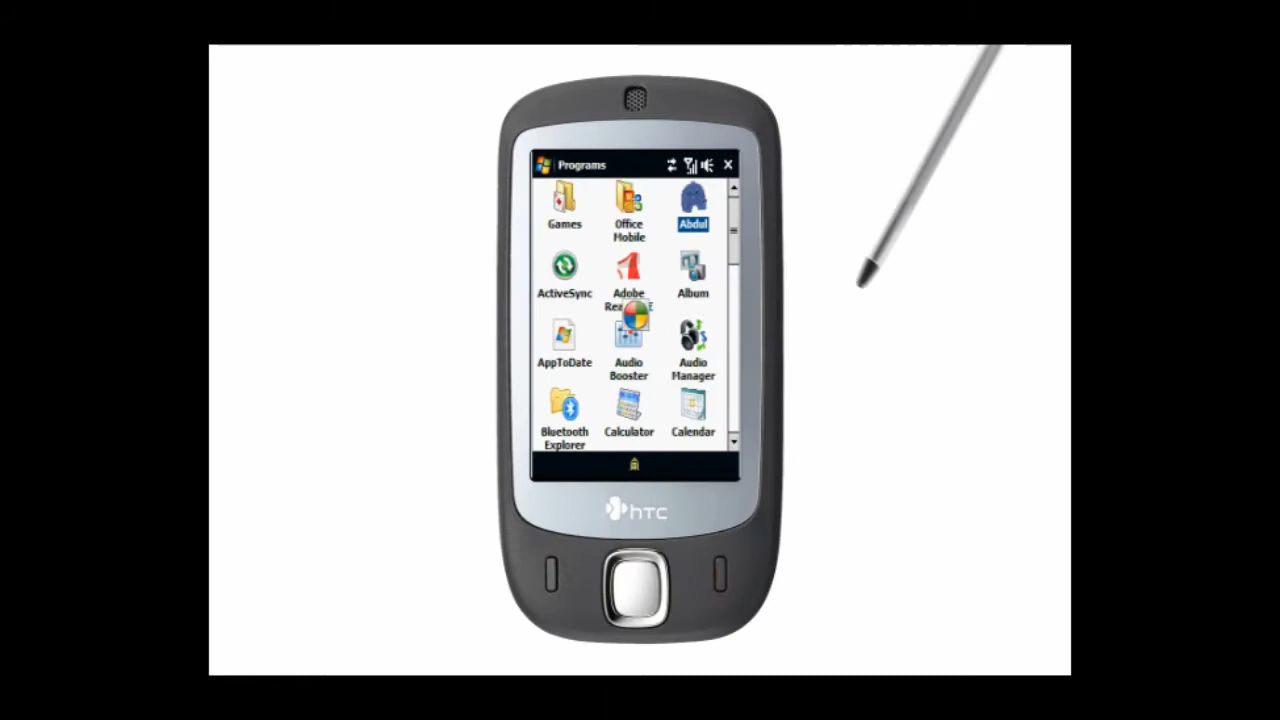 Programs
Games
Office
Mobile
Abdul
ActiveSync
Adobe
Album
AppToDate
Audio
Booster
Audio
Manager
Bluetooth
Explorer
Calculator
Calendar
hTC